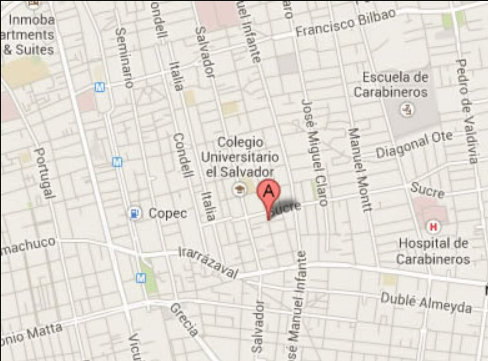 Inmoba
artments
& Suites
Seminario
Condell
Italia
Salvador
uel Infante
Francisco Bilbao
Escuela de
Carabineros
Pedro de Valdivia
Portugal
Condell
Italia
Colegio
Universitario
el Salvador
José Miguel Claro
Manuel Montt
Diagonal Ote
Sucre
A
Sucre
Copec
Hospital de
Carabineros
H
machuco
Irarrázaval
onio Matta
Grecia
Vicu
Salvador
sé Manuel Infante
Dublé Almeyda
M
M
M